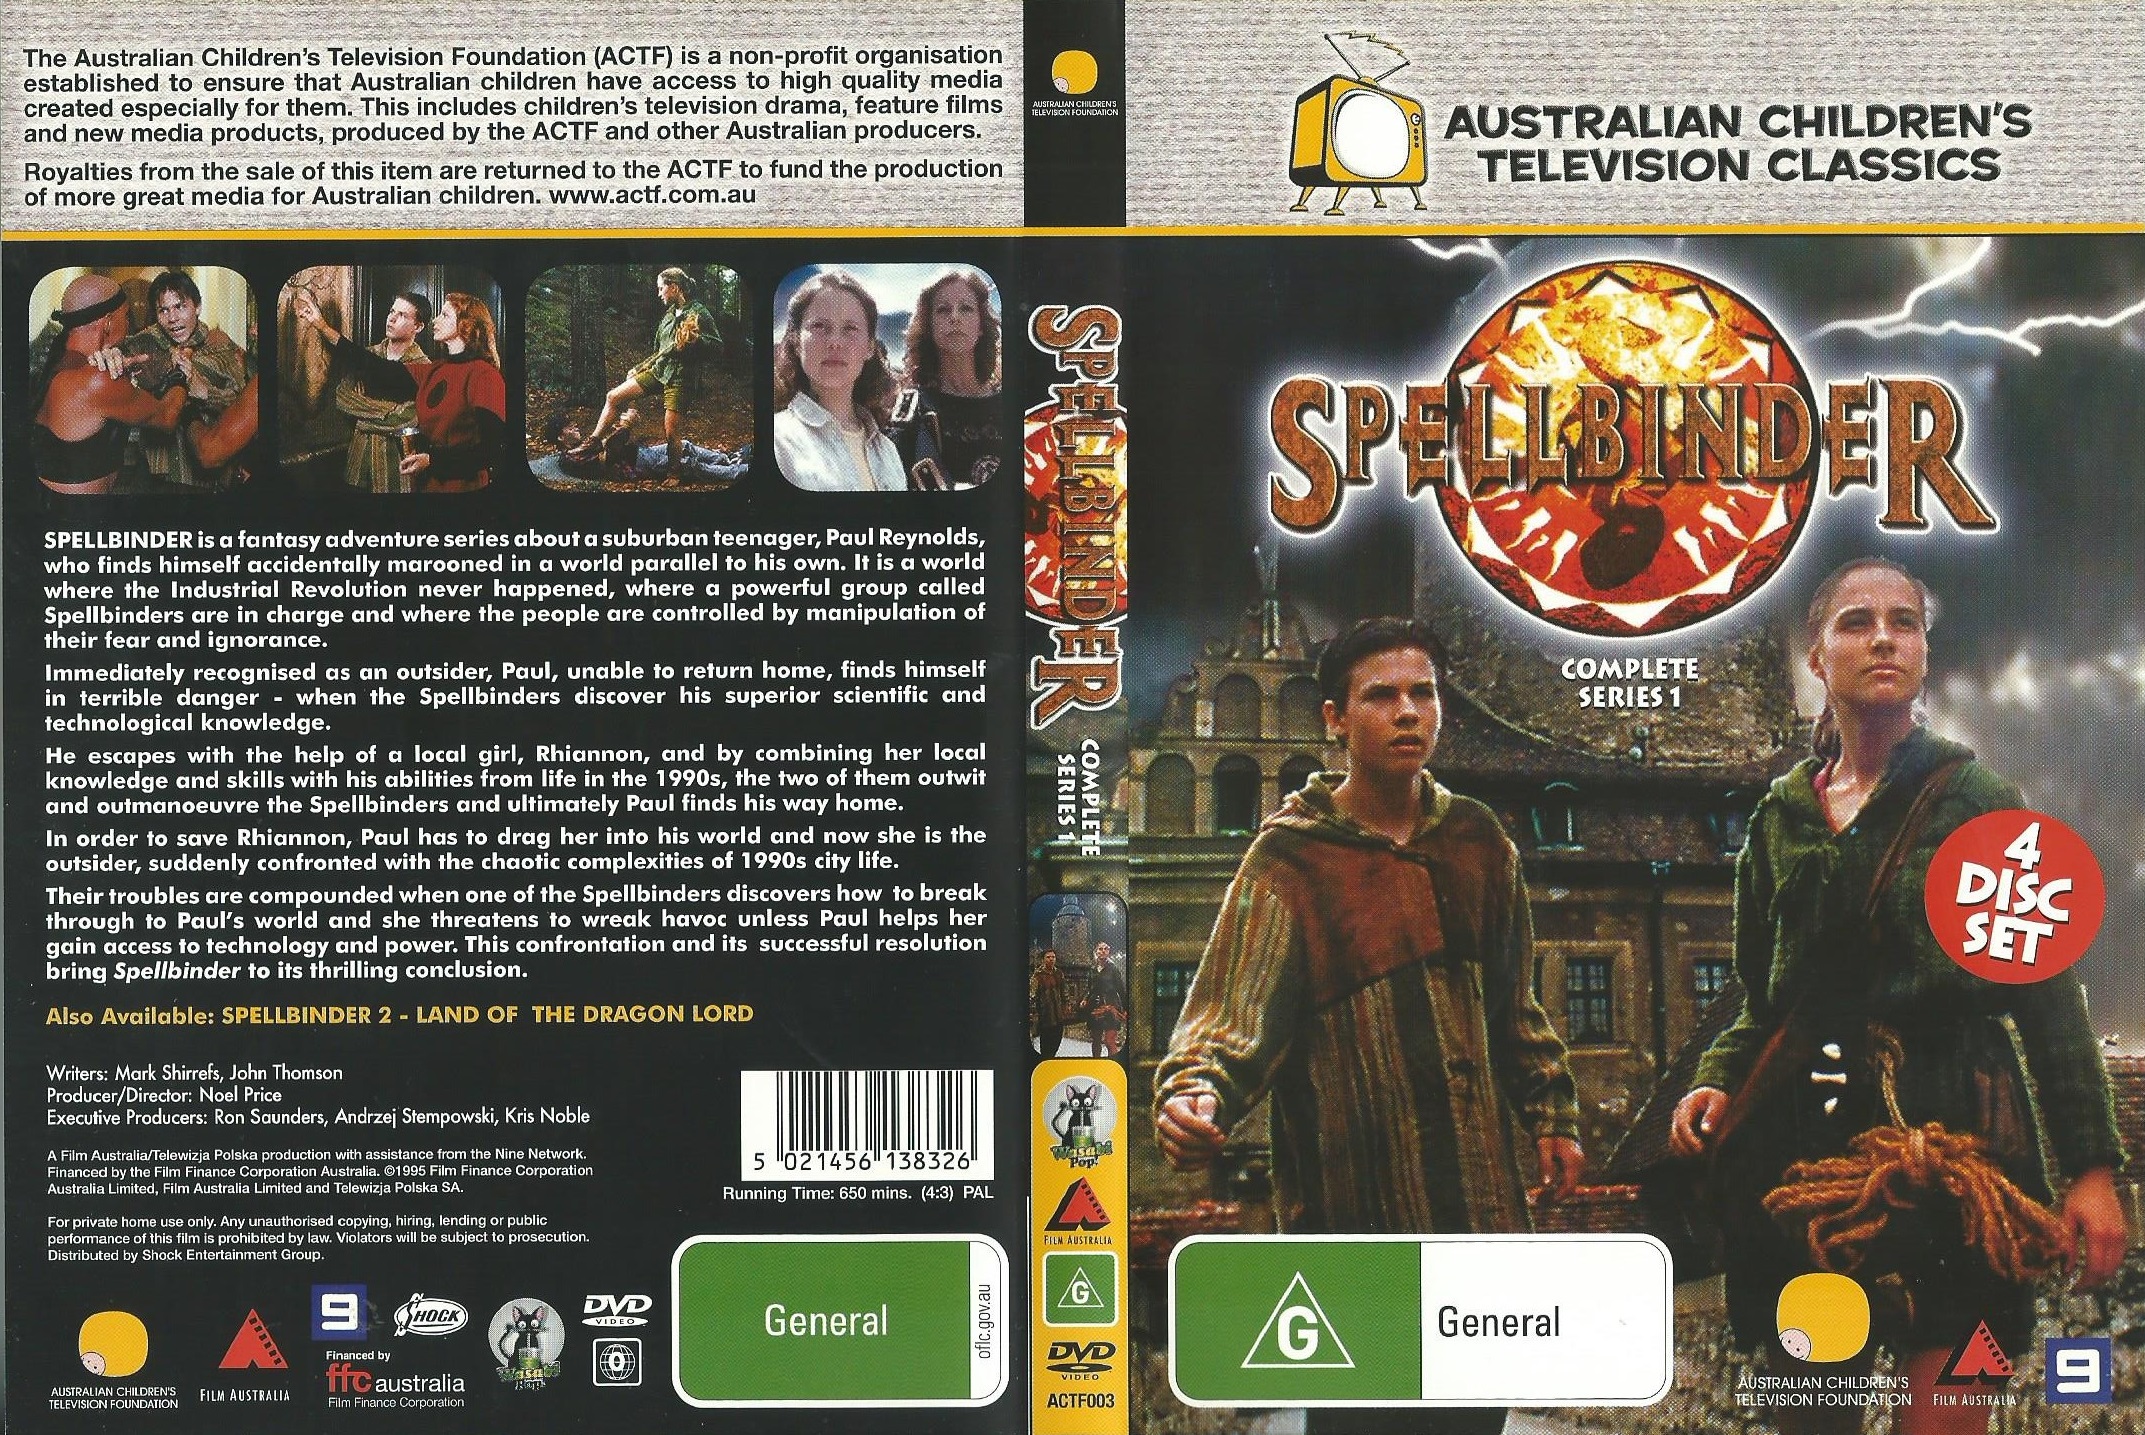 The Australian Children's Television Foundation (ACTF) is a non-profit organisation
established to ensure that Australian children have access to high quality media
created especially for them. This includes children's television drama, feature films
and new media products, produced by the ACTF and other Australian producers.
Royalties from the sale of this item are returned to the ACTF to fund the production
of more great media for Australian children. www.actf.com.au
SPELLBINDER is a fantasy adventure series about a suburban teenager, Paul Reynolds,
who finds himself accidentally marooned in a world parallel to his own. It is a world
where the Industrial Revolution never happened, where a powerful group called
Spellbinders are in charge and where the people are controlled by manipulation of
their fear and ignorance.
Immediately recognised as an outsider, Paul, unable to return home, finds himself
in terrible danger - when the Spellbinders discover his superior scientific and
technological knowledge.
He escapes with the help of a local girl, Rhiannon, and by combining her local
knowledge and skills with his abilities from life in the 1990s, the two of them outwit
and outmanoeuvre the Spellbinders and ultimately Paul finds his way home.
In order to save Rhiannon, Paul has to drag her into his world and now she is the
outsider, suddenly confronted with the chaotic complexities of 1990s city life.
Their troubles are compounded when one of the Spellbinders discovers how to break
through to Paul's world and she threatens to wreak havoc unless Paul helps her
gain access to technology and power. This confrontation and its successful resolution
bring Spellbinder to its thrilling conclusion.
Also Available: SPELLBINDER 2 - LAND OF THE DRAGON LORD
Writers: Mark Shirrefs, John Thomson
Producer/Director: Noel Price
Executive Producers: Ron Saunders, Andrzej Stempowski, Kris Noble
A Film Australia/Telewizja Polska production with assistance from the Nine Network.
Financed by the Film Finance Corporation Australia. ©1995 Film Finance Corporation
Australia Limited, Film Australia Limited and Telewizja Polska SA.
For private home use only. Any unauthorised copying, hiring, lending or public
performance of this film is prohibited by law. Violators will be subject to prosecution.
Distributed by Shock Entertainment Group.
5 021456 138326
Running Time: 650 mins. (4:3) PAL
AUSTRALIAN CHILDREN'S
TELEVISION FOUNDATION
FILM AUSTRALIA
9
Financed by
ffc australia
Film Finance Corporation
SHOCK
Wasabi
Pop!
DVD
VIDEO
0
General
oflc.gov.au
AUSTRALIAN CHILDREN'S
TELEVISION FOUNDATION
SPELLBINDER
COMPLETE
SERIES 1
Wasabi
Pop!
FILM AUSTRALIA
G
DVD
VIDEO
ACTF003
AUSTRALIAN CHILDREN'S
TELEVISION CLASSICS
SPELLBINDER
COMPLETE
SERIES 1
4
DISC
SET
G
General
AUSTRALIAN CHILDREN'S
TELEVISION FOUNDATION
FILM AUSTRALIA
9